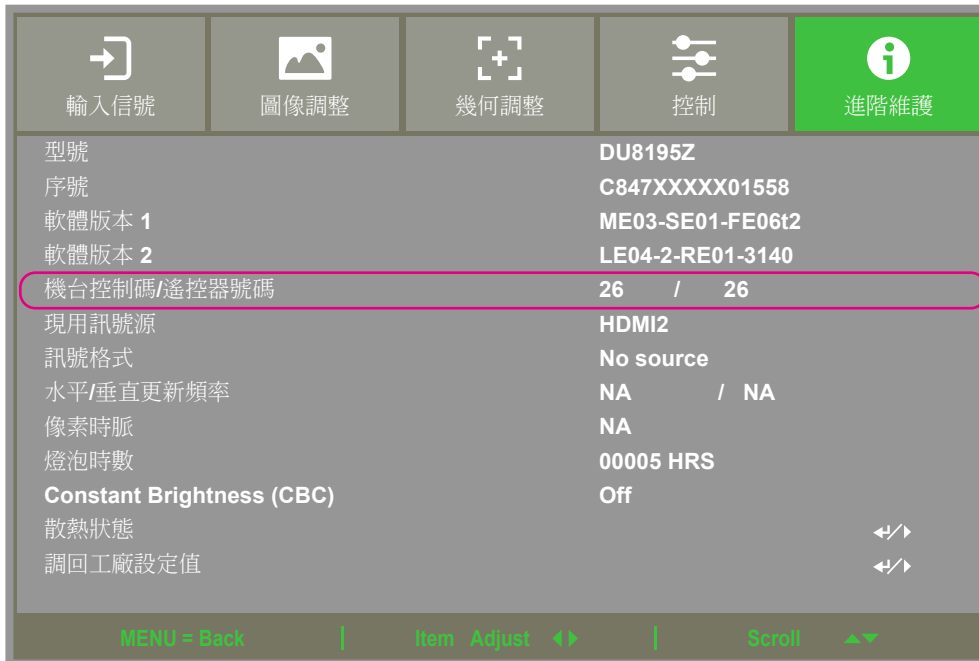 輸入信號 圖像調整 幾何調整 控制 進階維護
型號 DU8195Z
序號 C847XXXXX01558
軟體版本 1 ME03-SE01-FE06t2
軟體版本 2 LE04-2-RE01-3140
機台控制碼/遙控器號碼 26 / 26
現用訊號源 HDMI2
訊號格式 No source
水平/垂直更新頻率 NA / NA
像素時脈 NA
燈泡時數 00005 HRS
Constant Brightness (CBC) Off
散熱狀態
調回工廠設定值
MENU = Back | Item Adjust | Scroll